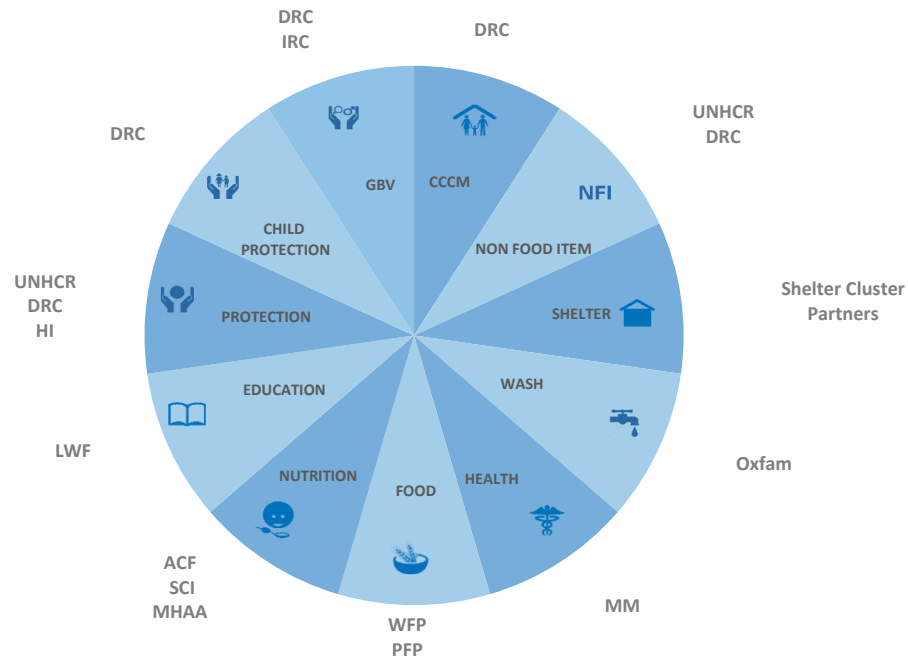 DRC
IRC
DRC
UNHCR
DRC
DRC
GBV
CCCM
NFI
CHILD
PROTECTION
NON FOOD ITEM
UNHCR
DRC
HI
PROTECTION
SHELTER
Shelter Cluster
Partners
EDUCATION
WASH
LWF
Oxfam
NUTRITION
FOOD
HEALTH
ACF
SCI
MHAA
WFP
PFP
MM